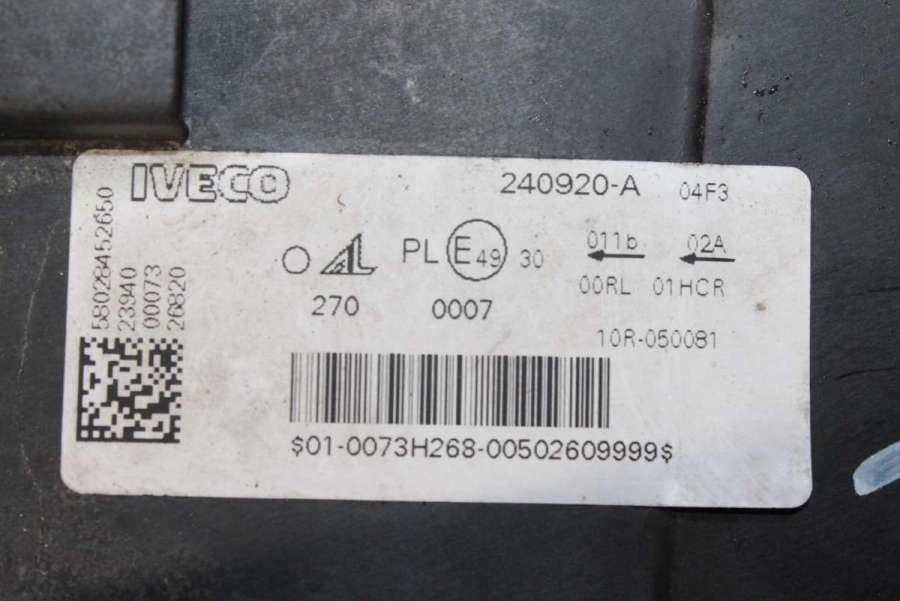 IVECO
240920-A 04F3
58028452650
23940
00073
26820
PL E 49 30
011b 02A
00RL 01HCR
270
0007
10R-050081
$01-0073H268-00502609999$